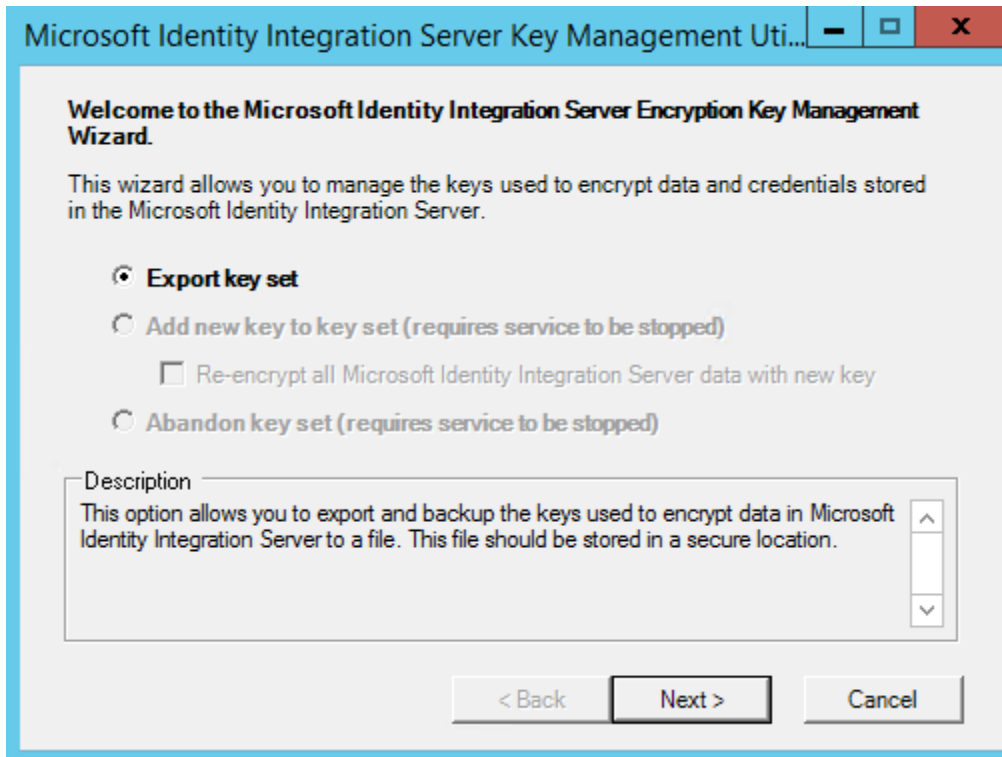 Microsoft Identity Integration Server Key Management Uti...
Welcome to the Microsoft Identity Integration Server Encryption Key Management
Wizard.
This wizard allows you to manage the keys used to encrypt data and credentials stored
in the Microsoft Identity Integration Server.
Export key set
Add new key to key set (requires service to be stopped)
Re-encrypt all Microsoft Identity Integration Server data with new key
Abandon key set (requires service to be stopped)
Description
This option allows you to export and backup the keys used to encrypt data in Microsoft
Identity Integration Server to a file. This file should be stored in a secure location.
< Back Next > Cancel